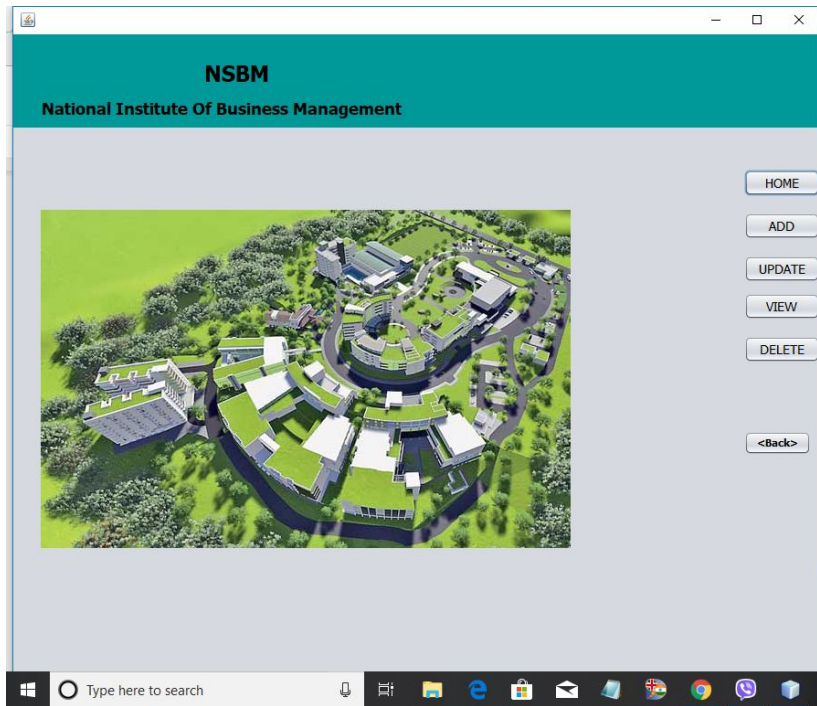 NSBM
National Institute Of Business Management
HOME
ADD
UPDATE
VIEW
DELETE
<Back>
Type here to search